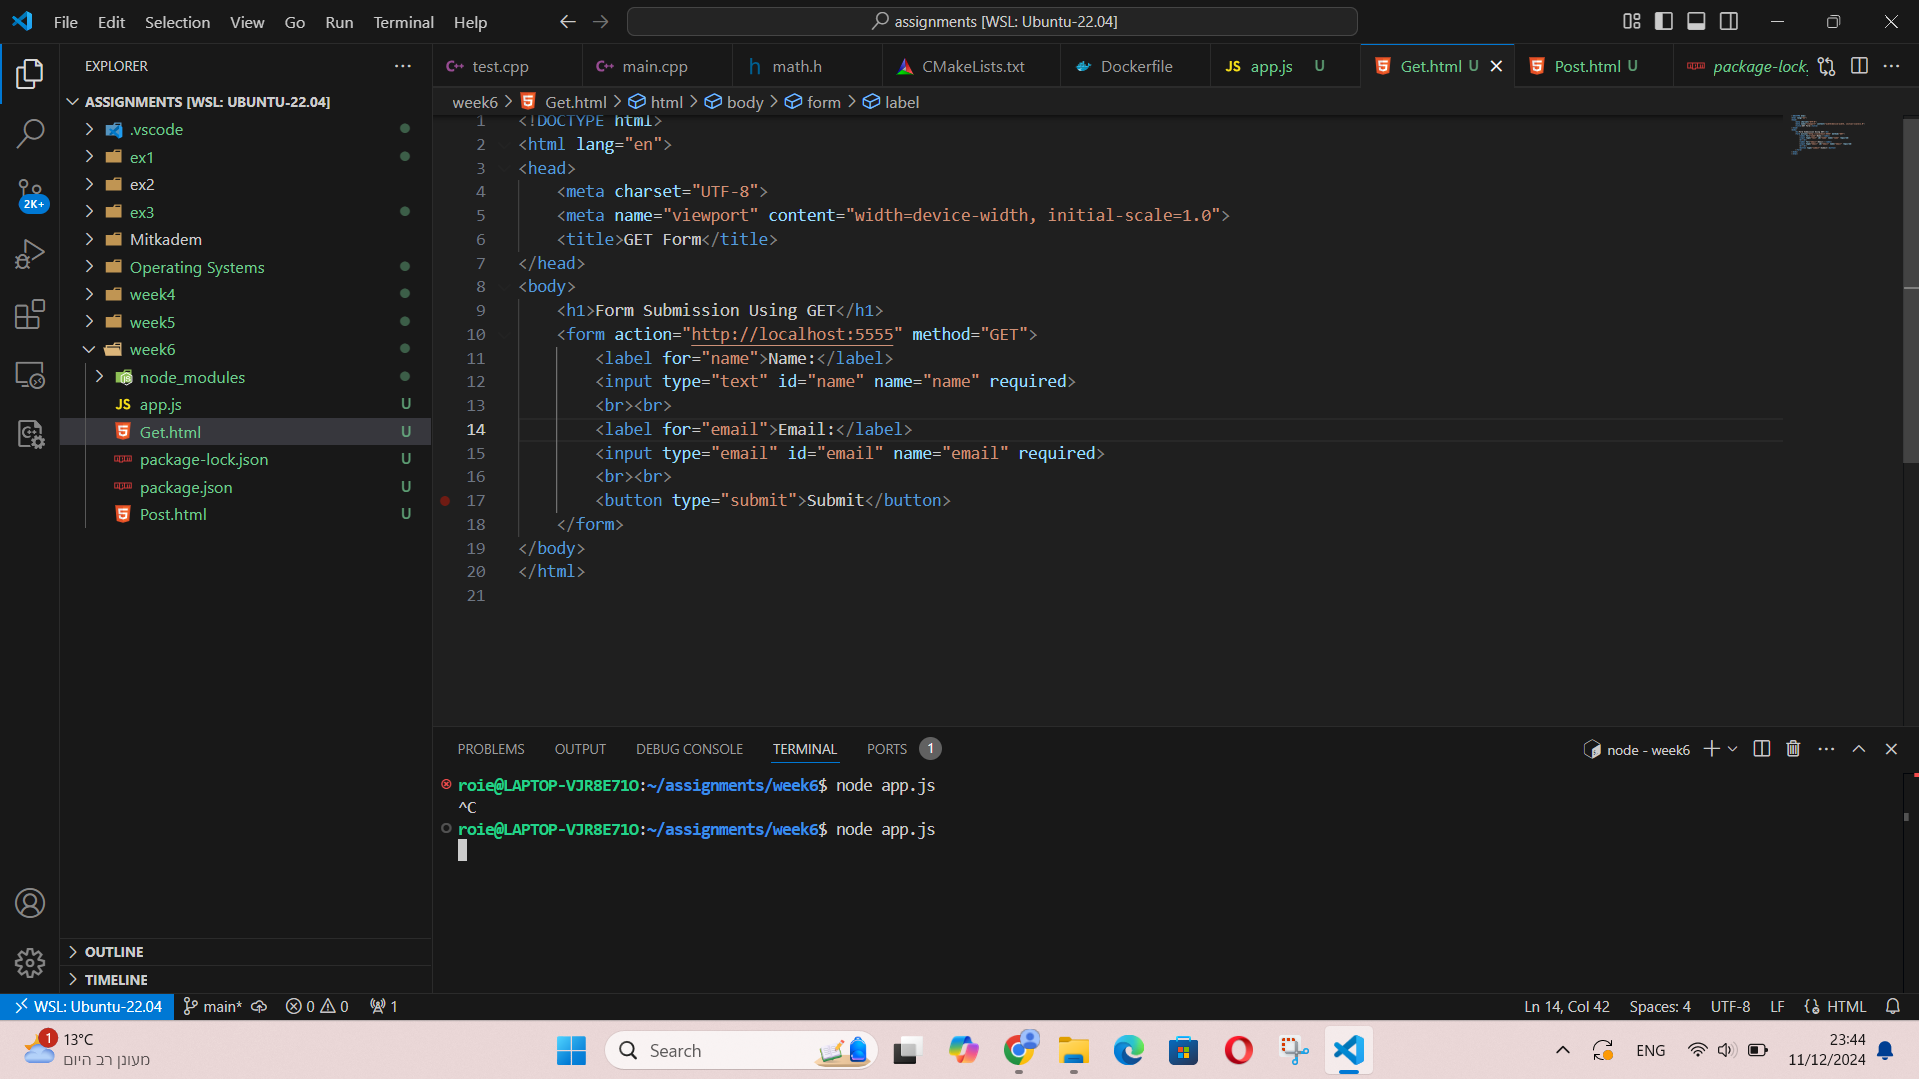 File Edit Selection View Go Run Terminal Help
assignments [WSL: Ubuntu-22.04]
EXPLORER
ASSIGNMENTS [WSL: UBUNTU-22.04]
.vscode
ex1
ex2
ex3
Mitkadem
Operating Systems
week4
week5
week6
node_modules
JS app.js U
Get.html U
package-lock.json U
package.json U
Post.html U
OUTLINE
TIMELINE
2K+
test.cpp main.cpp h math.h CMakeLists.txt Dockerfile JS app.js U Get.html U Post.html U package-lock.
week6 > Get.html > html > body > form > label
1 <!DOCTYPE html>
2 <html lang="en">
3 <head>
4 <meta charset="UTF-8">
5 <meta name="viewport" content="width=device-width, initial-scale=1.0">
6 <title>GET Form</title>
7 </head>
8 <body>
9 <h1>Form Submission Using GET</h1>
10 <form action="http://localhost:5555" method="GET">
11 <label for="name">Name:</label>
12 <input type="text" id="name" name="name" required>
13 <br><br>
14 <label for="email">Email:</label>
15 <input type="email" id="email" name="email" required>
16 <br><br>
17 <button type="submit">Submit</button>
18 </form>
19 </body>
20 </html>
21
PROBLEMS OUTPUT DEBUG CONSOLE TERMINAL PORTS 1
node - week6
roie@LAPTOP-VJR8E71O:~/assignments/week6$ node app.js
^C
roie@LAPTOP-VJR8E71O:~/assignments/week6$ node app.js
WSL: Ubuntu-22.04 main* 0 0 1
Ln 14, Col 42 Spaces: 4 UTF-8 LF HTML
1 13°C
מעונן רב היום
Search
ENG
23:44
11/12/2024